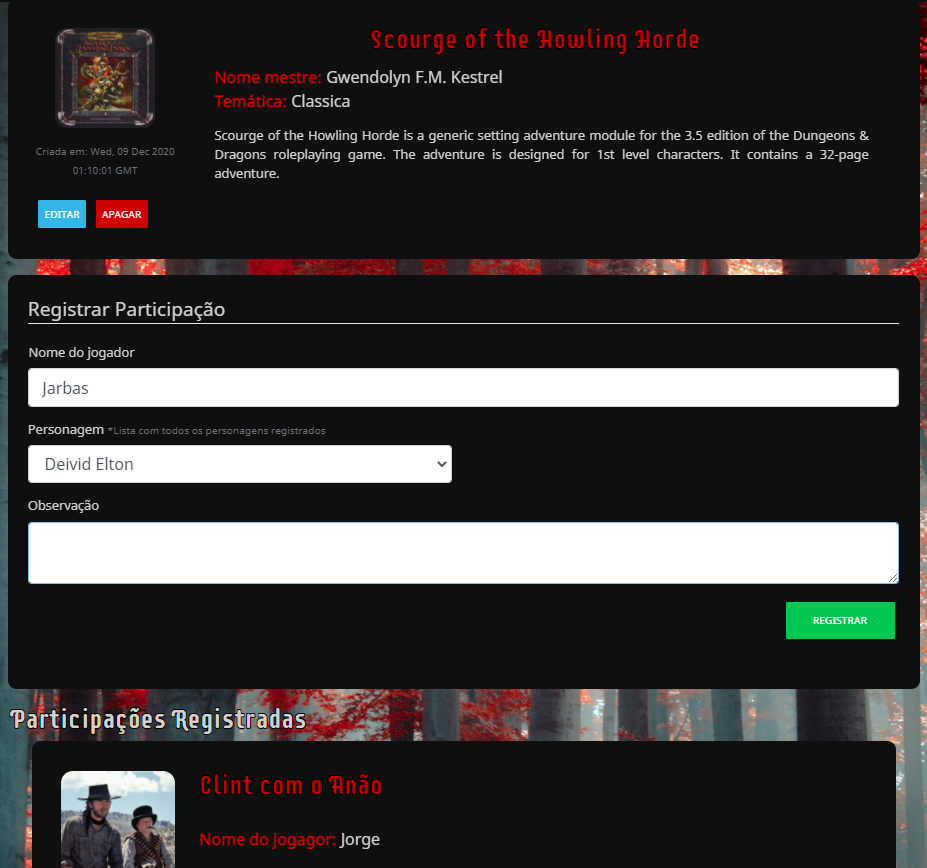 Scourge of the Howling Horde
Nome mestre: Gwendolyn F.M. Kestrel
Temática: Classica
Scourge of the Howling Horde is a generic setting adventure module for the 3.5 edition of the Dungeons &
Dragons roleplaying game. The adventure is designed for 1st level characters. It contains a 32-page
adventure.
Criada em: Wed, 09 Dec 2020
01:10:01 GMT
EDITAR APAGAR
Registrar Participação
Nome do jogador
Jarbas
Personagem *Lista com todos os personagens registrados
Deivid Elton
Observação
REGISTRAR
Participações Registradas
Clint com o Anão
Nome do jogagor: Jorge